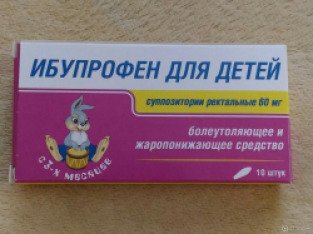 ИБУПРОФЕН ДЛЯ ДЕТЕЙ
суппозитории ректальные 60 мг
болеутоляющее и
жаропонижающее средство
с 3-х месяцев
10 штук